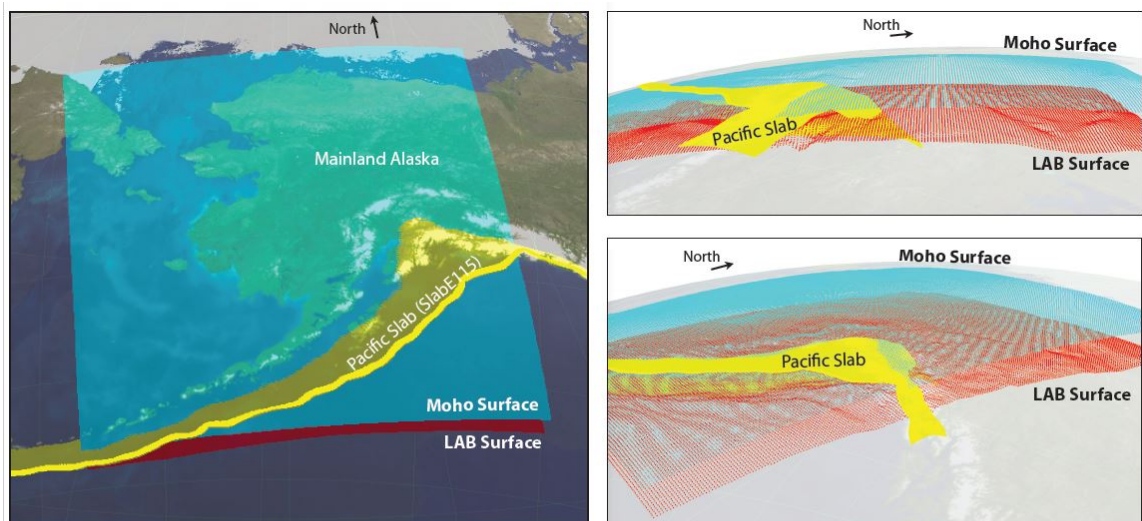 North
Mainland Alaska
Pacific Slab (SlabE115)
Moho Surface
LAB Surface
North
Moho Surface
Pacific Slab
LAB Surface
North
Moho Surface
Pacific Slab
LAB Surface